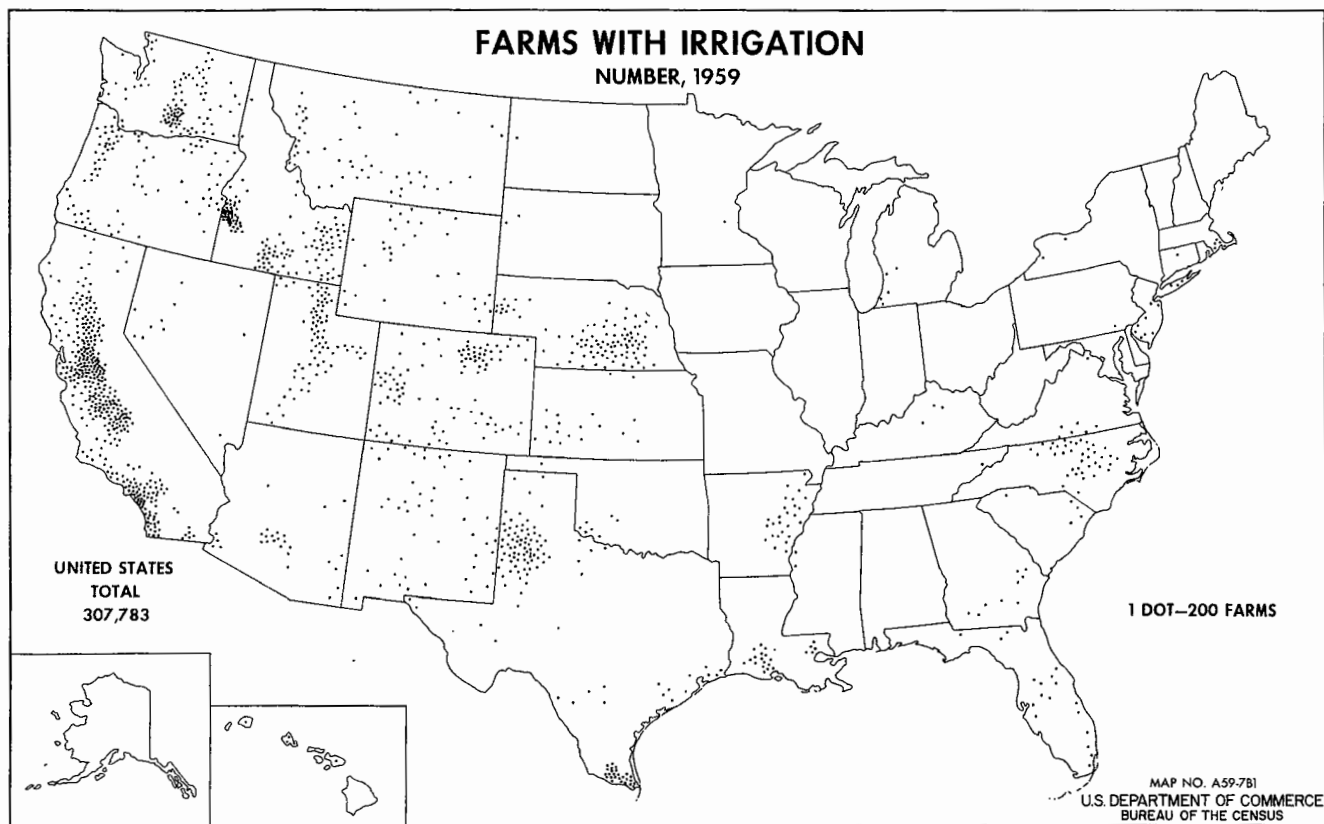 FARMS WITH IRRIGATION
NUMBER, 1959
UNITED STATES
TOTAL
307,783
1 DOT—200 FARMS
MAP NO. A59-7B1
U.S. DEPARTMENT OF COMMERCE
BUREAU OF THE CENSUS